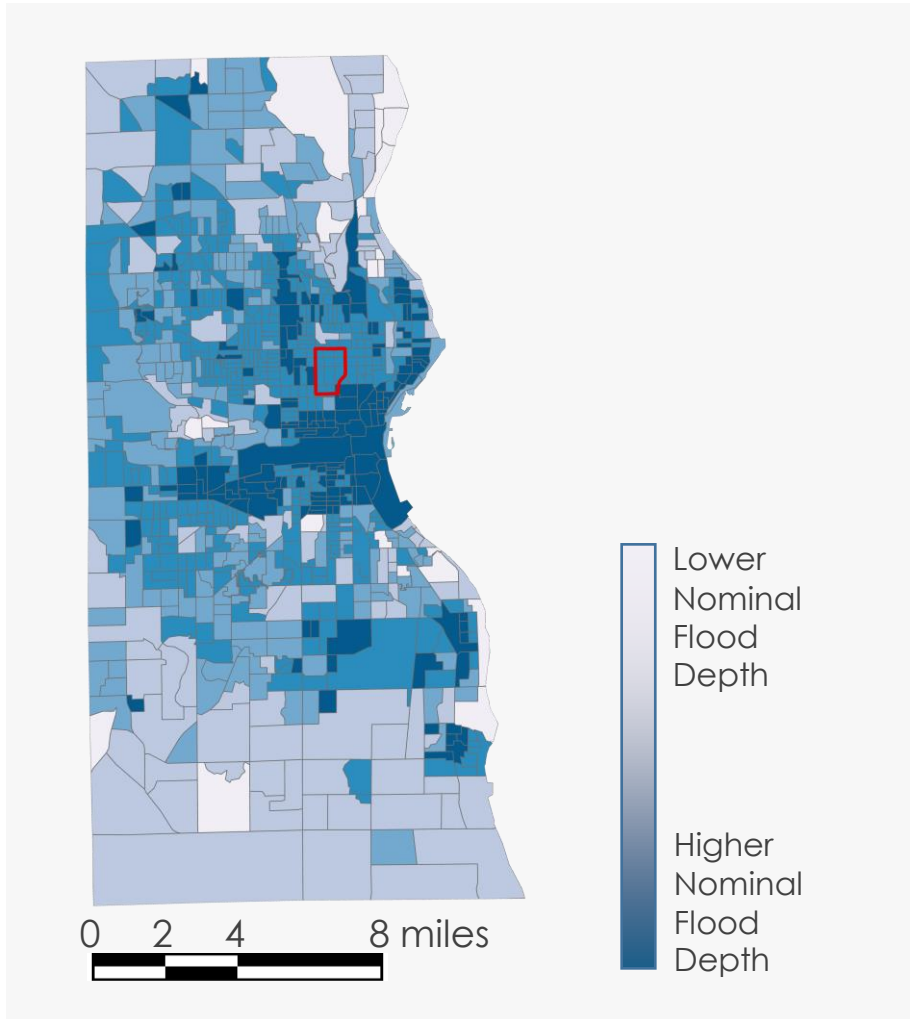 Lower
Nominal
Flood
Depth
Higher
Nominal
Flood
Depth
0 2 4 8 miles